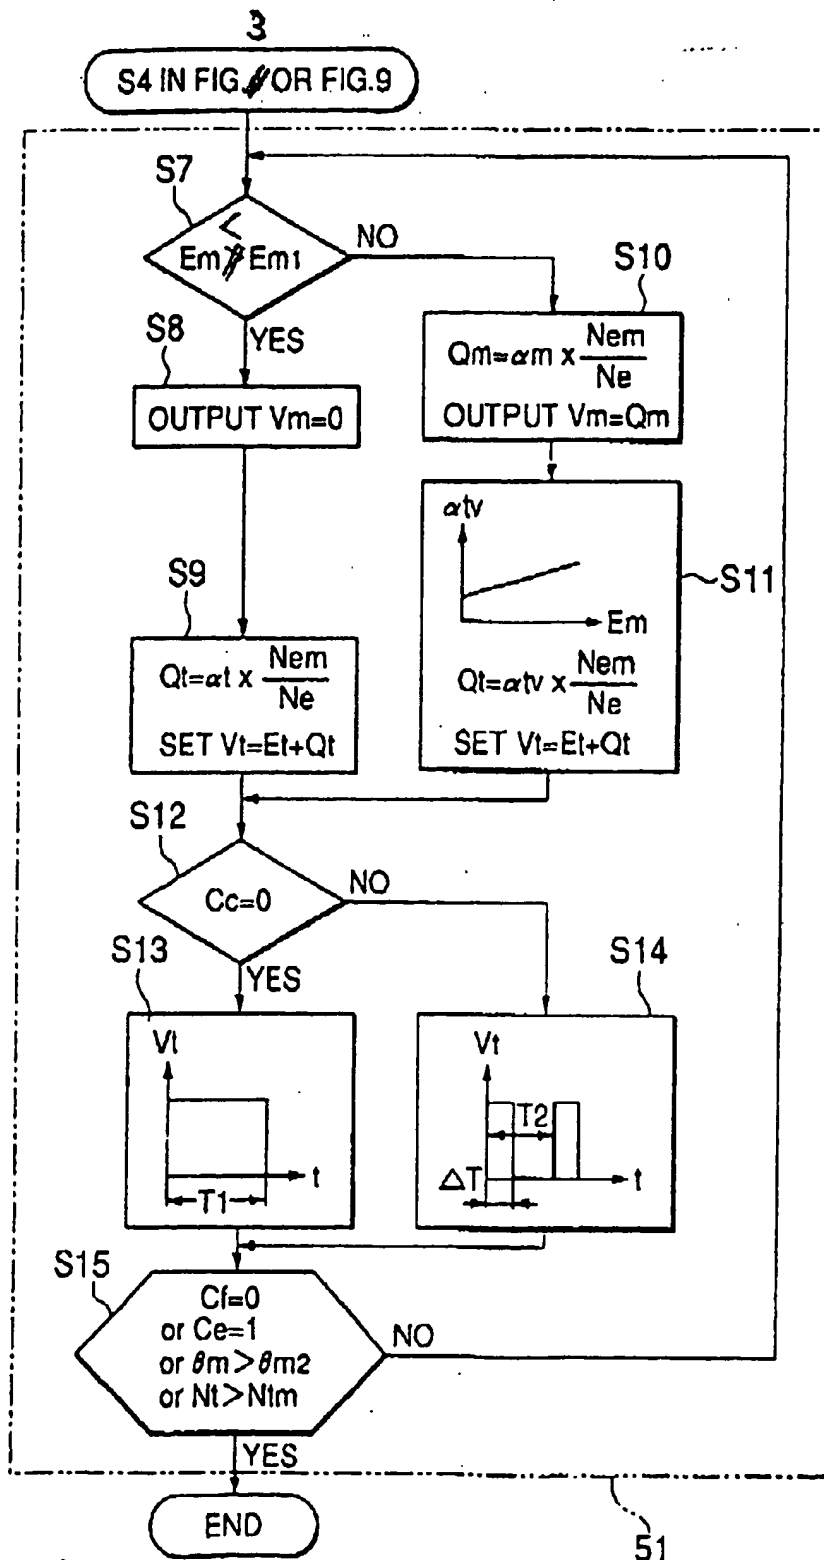 3
S4 IN FIG. OR FIG.9
S7
<
Em Em1
NO
YES
S8
OUTPUT Vm=0
S10
Qm=αm x Nem
Ne
OUTPUT Vm=Qm
αtv
Em
Qt=αtv x Nem
Ne
SET Vt=Et+Qt
S11
S9
Qt=αt x Nem
Ne
SET Vt=Et+Qt
S12
Cc=0
NO
YES
S13
Vt
T1
t
S14
Vt
T2
ΔT
t
S15
Cf=0
or Ce=1
or θm>θm2
or Nt>Ntm
NO
YES
END
51